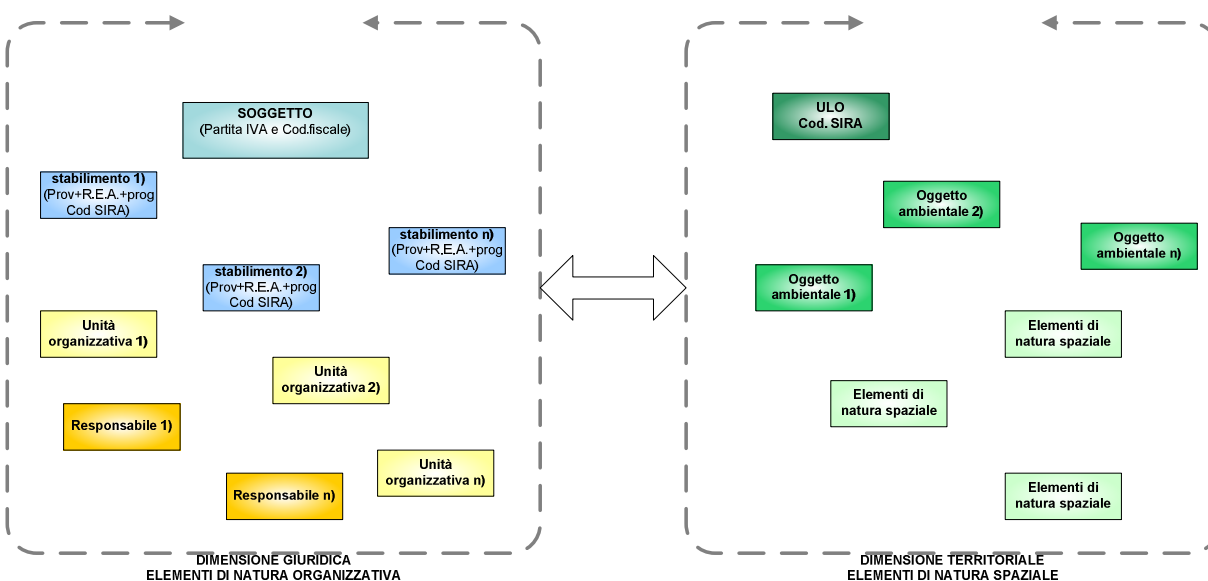 SOGGETTO
(Partita IVA e Cod.fiscale)
stabilimento 1)
(Prov+R.E.A.+prog
Cod SIRA)
stabilimento n)
(Prov+R.E.A.+prog
Cod SIRA)
stabilimento 2)
(Prov+R.E.A.+prog
Cod SIRA)
Unità
organizzativa 1)
Unità
organizzativa 2)
Responsabile 1)
Unità
organizzativa n)
Responsabile n)
DIMENSIONE GIURIDICA
ELEMENTI DI NATURA ORGANIZZATIVA
ULO
Cod. SIRA
Oggetto
ambientale 2)
Oggetto
ambientale n)
Oggetto
ambientale 1)
Elementi di
natura spaziale
Elementi di
natura spaziale
Elementi di
natura spaziale
DIMENSIONE TERRITORIALE
ELEMENTI DI NATURA SPAZIALE